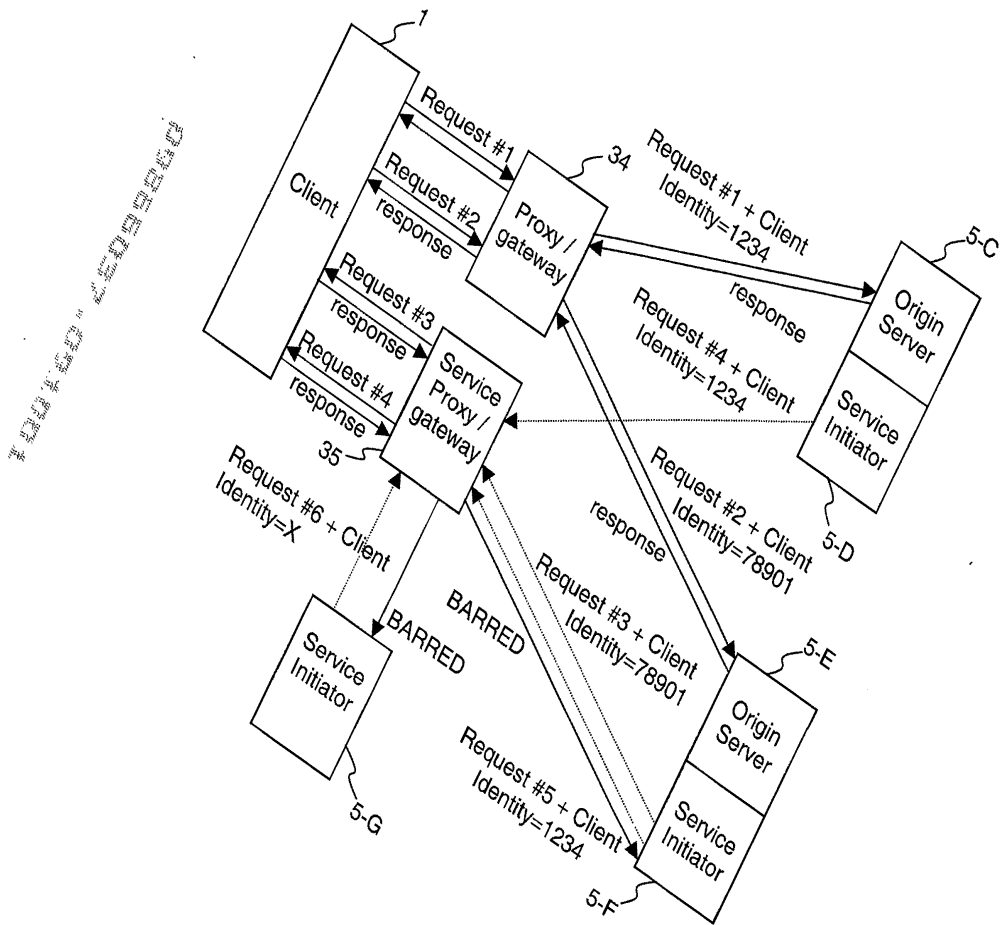 1
Client
Request #1
Request #2
response
Request #3
response
Request #4
response
34
Proxy /
gateway
Request #1 + Client
Identity=1234
response
5-C
Origin
Server
Service
Initiator
5-D
Request #4 + Client
Identity=1234
Service
Proxy /
gateway
35
Request #2 + Client
Identity=78901
response
Request #6 + Client
Identity=X
BARRED
BARRED
Request #3 + Client
Identity=78901
Service
Initiator
5-G
Request #5 + Client
Identity=1234
5-E
Origin
Server
Service
Initiator
5-F